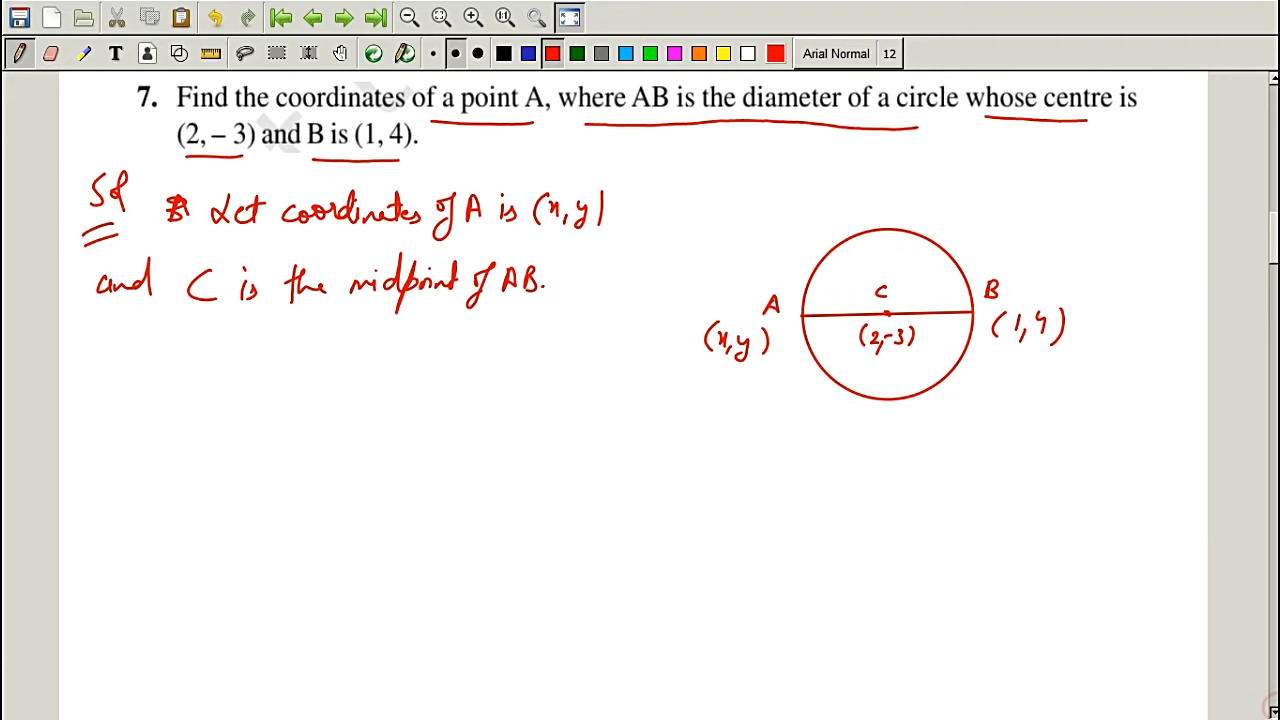 Arial Normal 12
7. Find the coordinates of a point A, where AB is the diameter of a circle whose centre is
(2, – 3) and B is (1, 4).
Sol
Let coordinates of A is (x, y)
and C is the midpoint of AB.
A
(x, y)
C
(2, -3)
B
(1, 4)